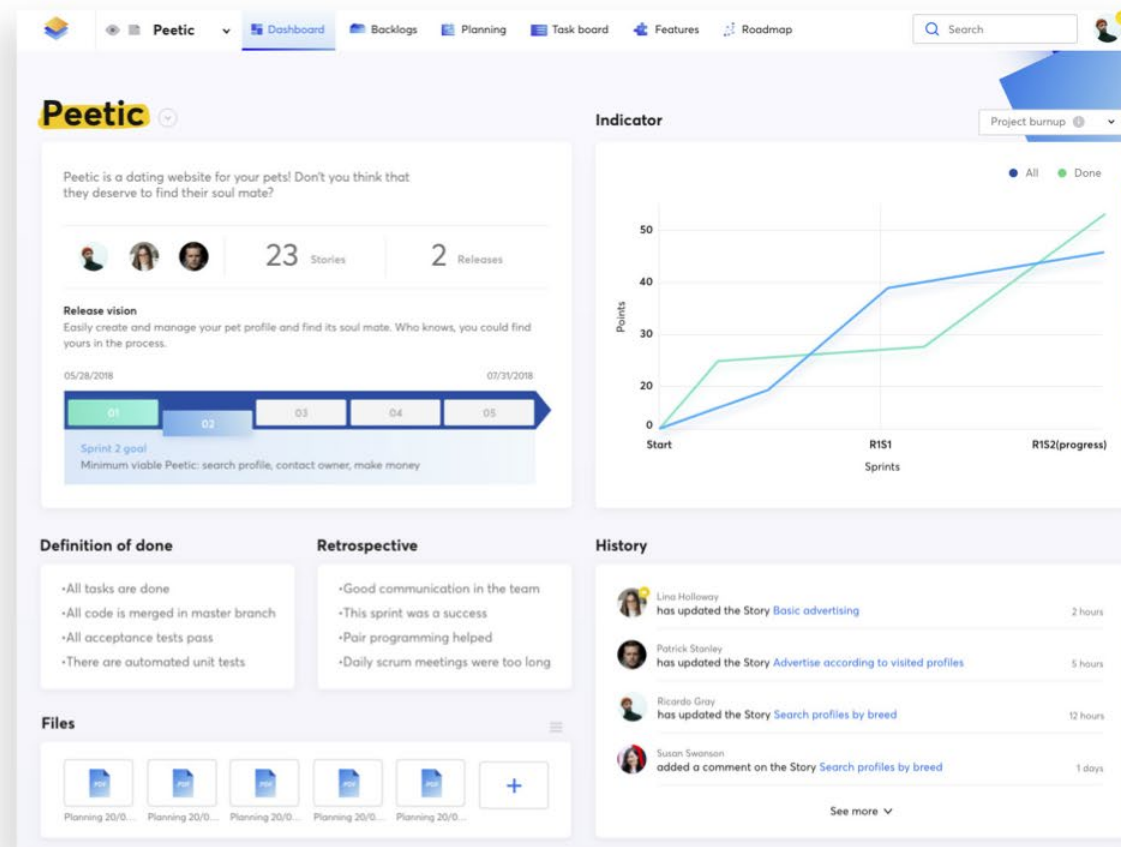 Peetic
Dashboard
Backlogs
Planning
Task board
Features
Roadmap
Search
Peetic
Peetic is a dating website for your pets! Don't you think that
they deserve to find their soul mate?
23 Stories
2 Releases
Release vision
Easily create and manage your pet profile and find its soul mate. Who knows, you could find
yours in the process.
05/28/2018
07/31/2018
01
02
03
04
05
Sprint 2 goal
Minimum viable Peetic: search profile, contact owner, make money
Indicator
Project burnup
All
Done
50
40
30
20
0
Points
Start
R1S1
R1S2(progress)
Sprints
Definition of done
•All tasks are done
•All code is merged in master branch
•All acceptance tests pass
•There are automated unit tests
Retrospective
•Good communication in the team
•This sprint was a success
•Pair programming helped
•Daily scrum meetings were too long
History
Lina Holloway
has updated the Story Basic advertising
2 hours
Patrick Stanley
has updated the Story Advertise according to visited profiles
5 hours
Ricardo Gray
has updated the Story Search profiles by breed
12 hours
Susan Swanson
added a comment on the Story Search profiles by breed
1 days
See more
Files
PDF
PDF
PDF
PDF
PDF
Planning 20/0...
Planning 20/0...
Planning 20/0...
Planning 20/0...
Planning 20/0...